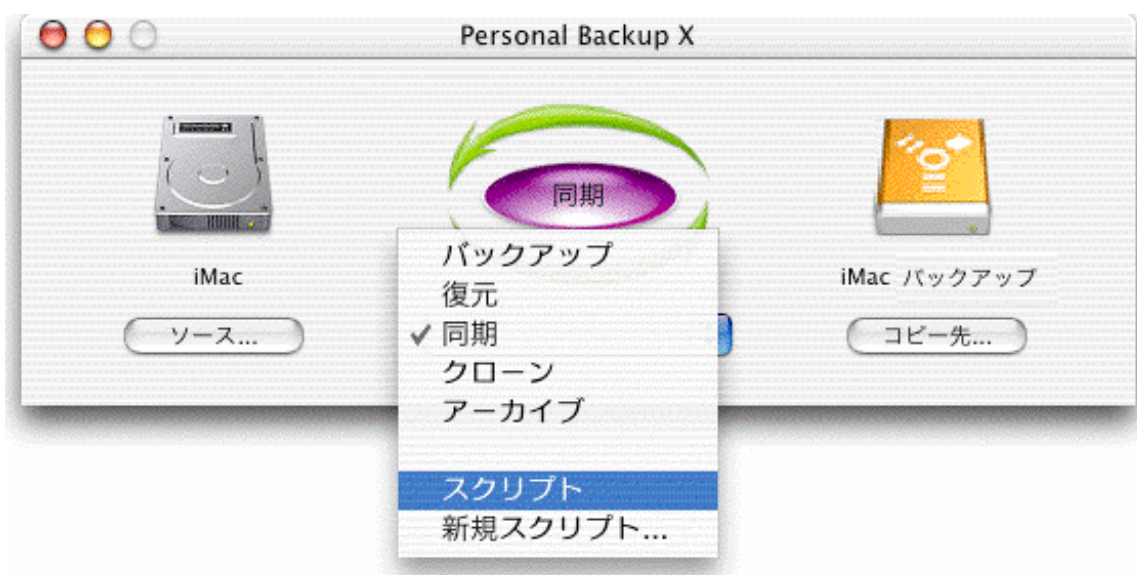 Personal Backup X
同期
iMac
iMac バックアップ
ソース...
コピー先...
バックアップ
復元
同期
クローン
アーカイブ
スクリプト
新規スクリプト...